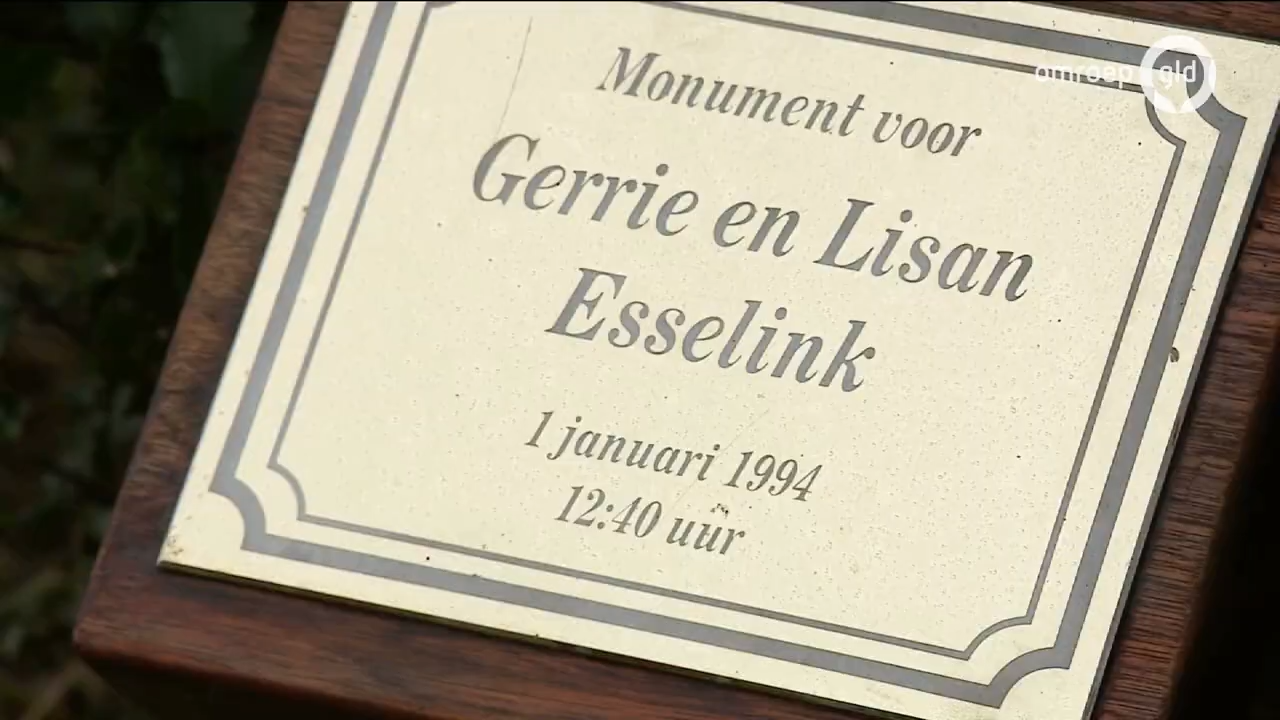 omroep gld
Monument voor
Gerrie en Lisan
Esselink
1 januari 1994
12:40 uur